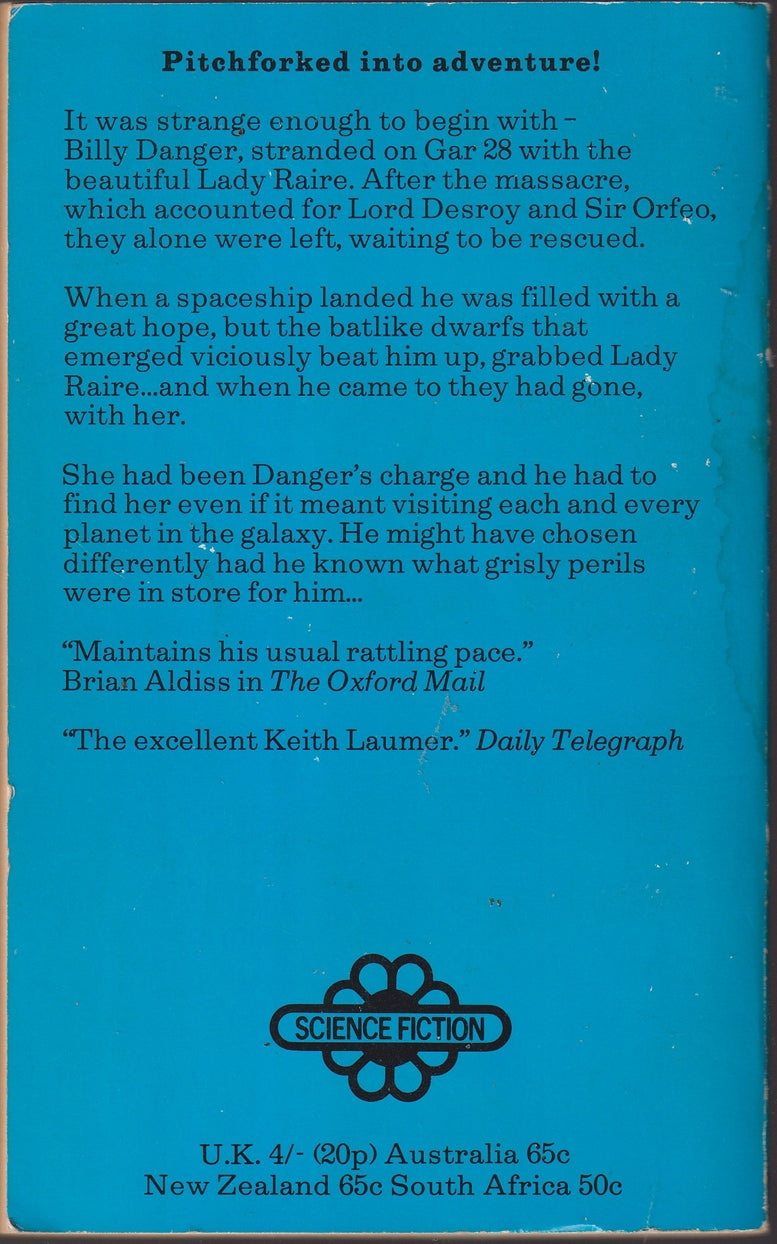 Pitchforked into adventure!
It was strange enough to begin with –
Billy Danger, stranded on Gar 28 with the
beautiful Lady Raire. After the massacre,
which accounted for Lord Desroy and Sir Orfeo,
they alone were left, waiting to be rescued.
When a spaceship landed he was filled with a
great hope, but the batlike dwarfs that
emerged viciously beat him up, grabbed Lady
Raire...and when he came to they had gone,
with her.
She had been Danger's charge and he had to
find her even if it meant visiting each and every
planet in the galaxy. He might have chosen
differently had he known what grisly perils
were in store for him...
“Maintains his usual rattling pace.”
Brian Aldiss in The Oxford Mail
“The excellent Keith Laumer.” Daily Telegraph
SCIENCE FICTION
U.K. 4/- (20p) Australia 65c
New Zealand 65c South Africa 50c